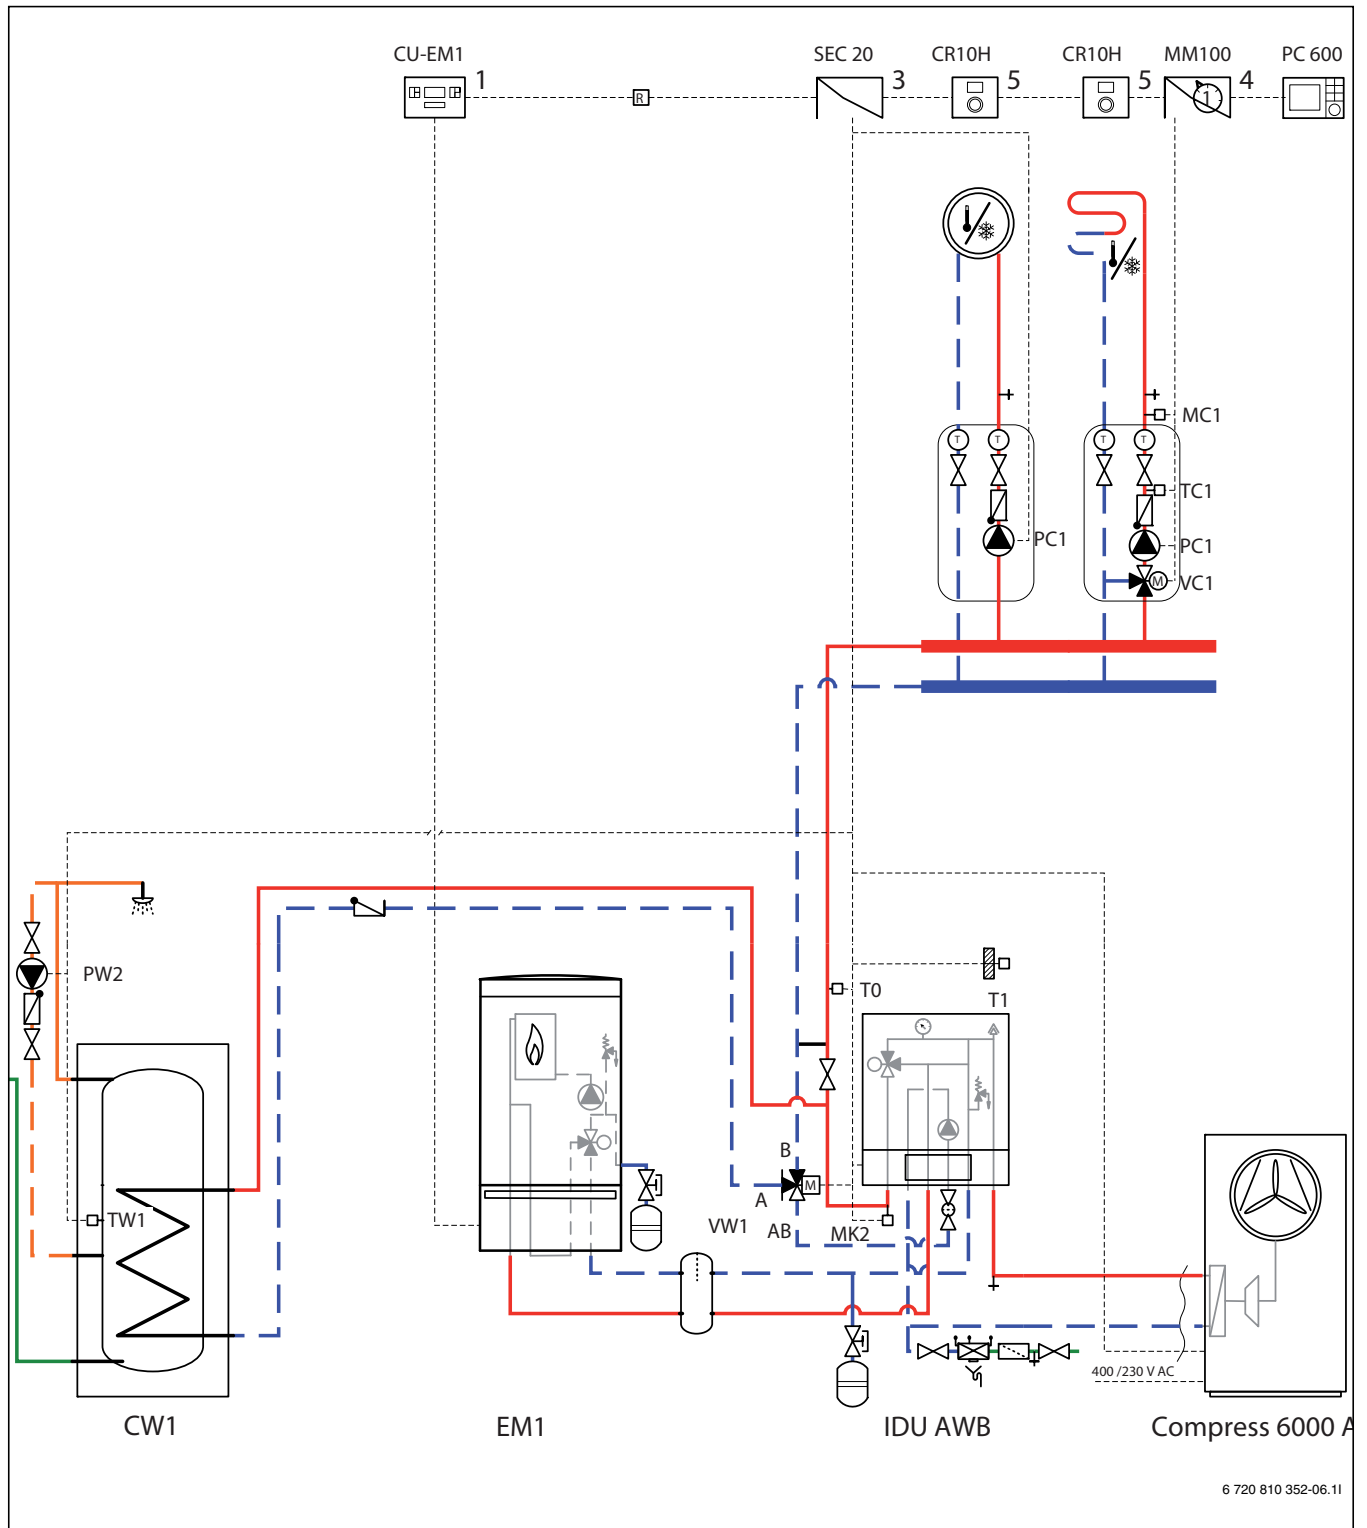 CU-EM1
SEC 20
CR10H
CR10H
MM100
PC 600
1
R
3
5
5
1
4
MC1
T
T
T
T
TC1
PC1
PC1
M
VC1
PW2
T0
T1
B
M
A
TW1
VW1
AB
MK2
400 /230 V AC
CW1
EM1
IDU AWB
Compress 6000 A
6 720 810 352-06.1I